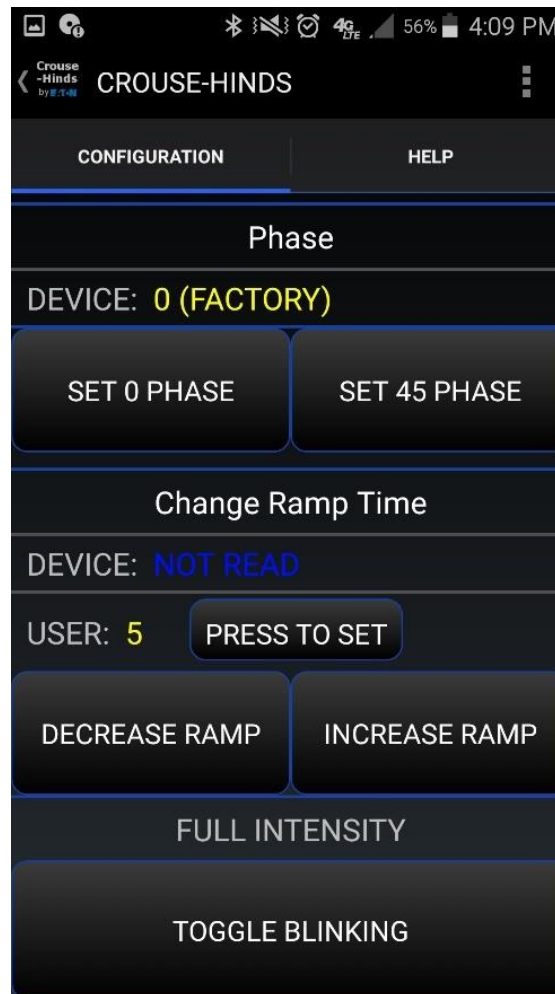 4G LTE 56% 4:09 PM
Crouse
-Hinds
by E·T·N
CROUSE-HINDS
CONFIGURATION HELP
Phase
DEVICE: 0 (FACTORY)
SET 0 PHASE SET 45 PHASE
Change Ramp Time
DEVICE: NOT READ
USER: 5 PRESS TO SET
DECREASE RAMP INCREASE RAMP
FULL INTENSITY
TOGGLE BLINKING